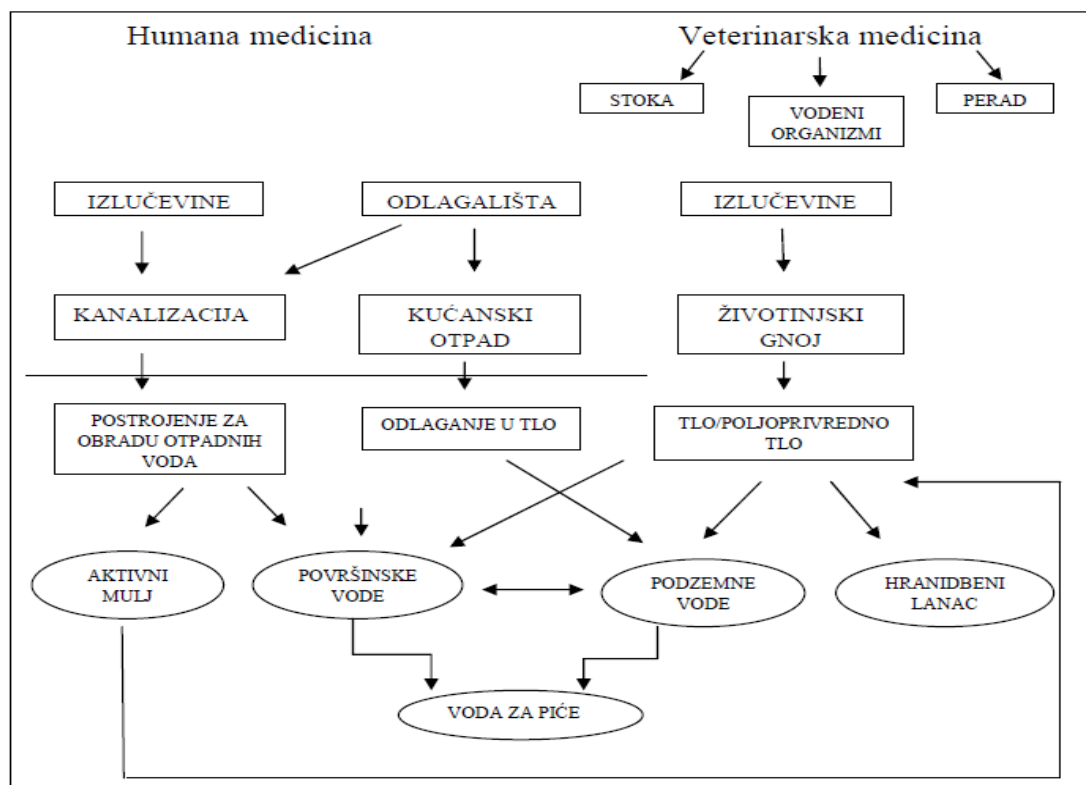 Humana medicina
Veterinarska medicina
STOKA
VODENI
ORGANIZMI
PERAD
IZLUČEVINE
ODLAGALIŠTA
IZLUČEVINE
KANALIZACIJA
KUĆANSKI
OTPAD
ŽIVOTINJSKI
GNOJ
POSTROJENJE ZA
OBRADU OTPADNIH
VODA
ODLAGANJE U TLO
TLO/POLJOPRIVREDNO
TLO
AKTIVNI
MULJ
POVRŠINSKE
VODE
PODZEMNE
VODE
HRANIDBENI
LANAC
VODA ZA PIĆE